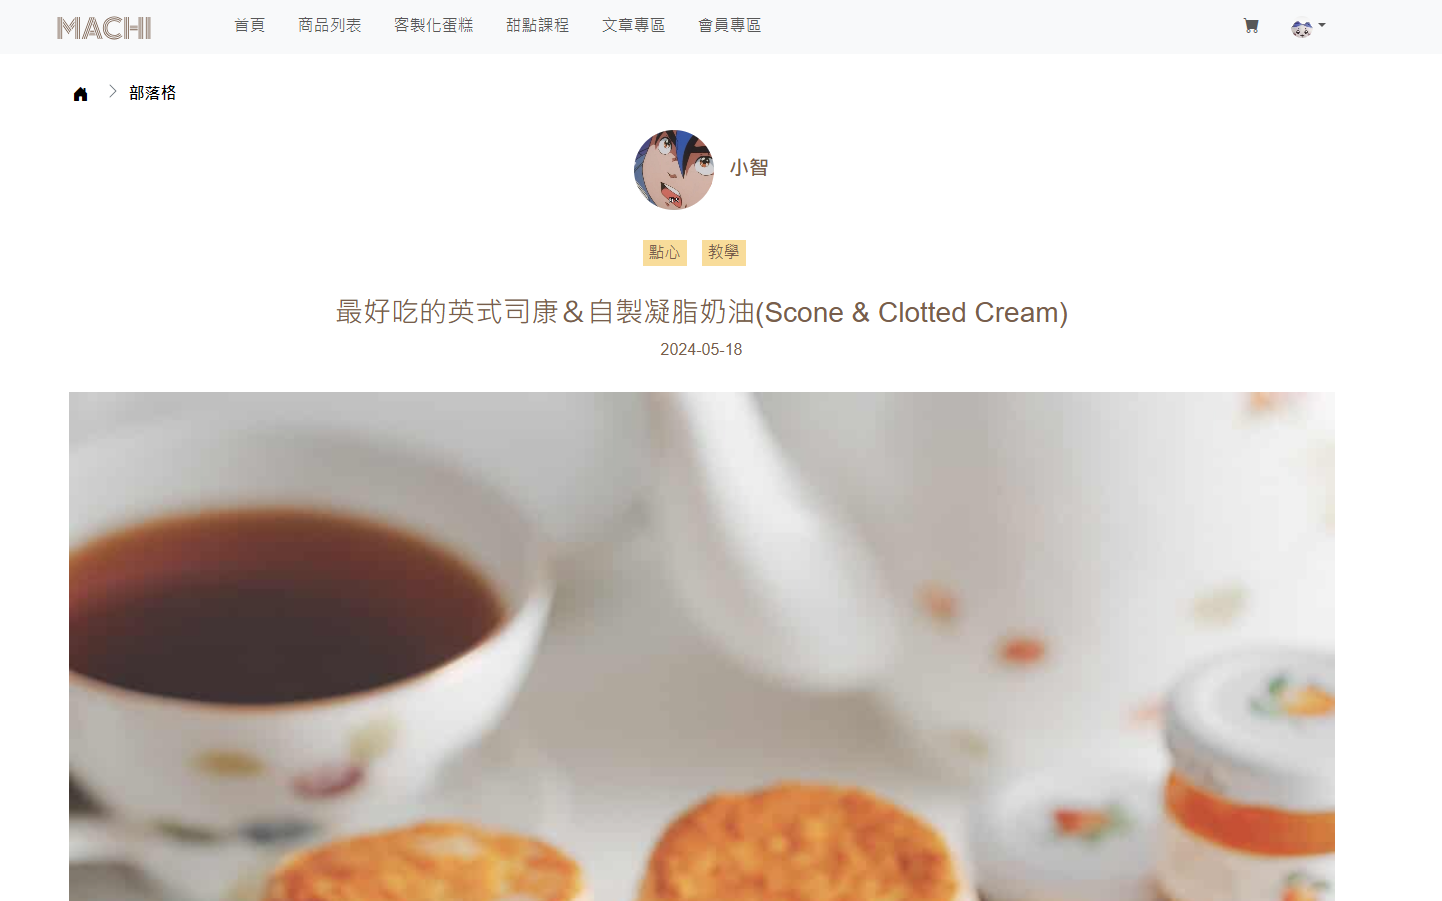 MACHI 首頁 商品列表 客製化蛋糕 甜點課程 文章專區 會員專區
部落格
小智
點心 教學
最好吃的英式司康＆自製凝脂奶油(Scone & Clotted Cream)
2024-05-18